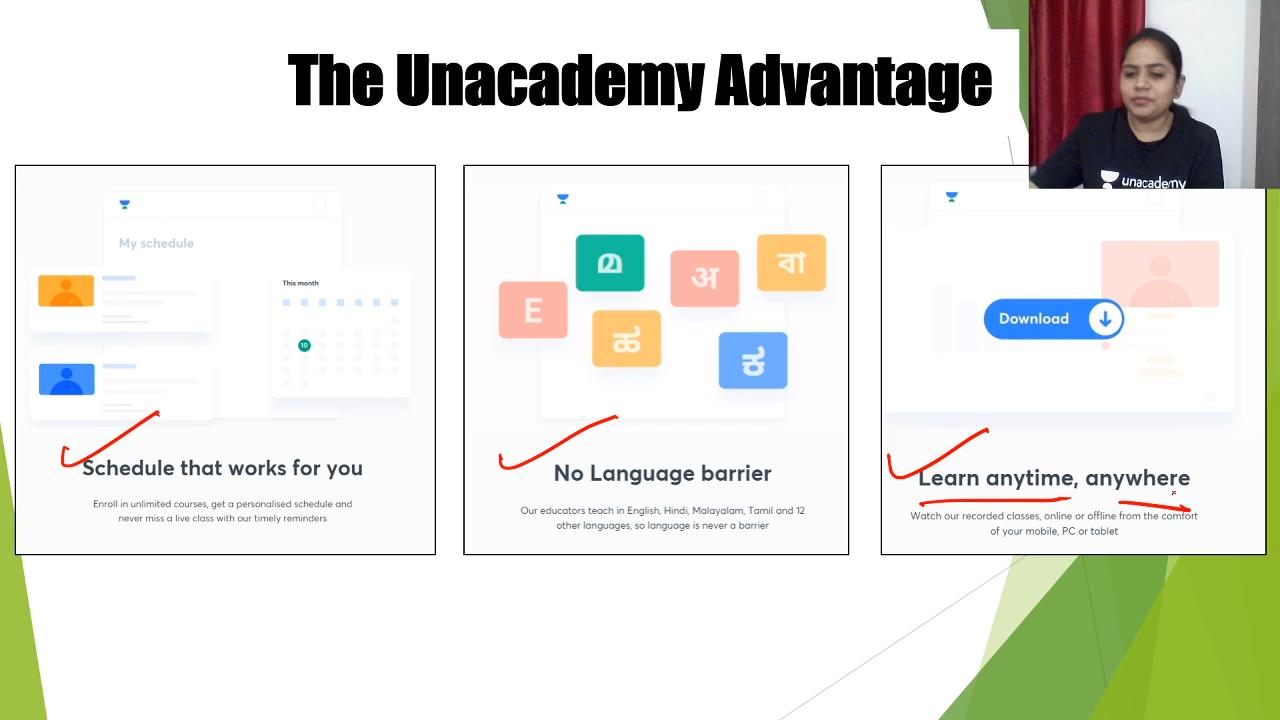 The Unacademy Advantage
unacademy
My schedule
This month
10
Schedule that works for you
Enroll in unlimited courses, get a personalised schedule and
never miss a live class with our timely reminders
മ
अ
বা
E
ಹ
ಕ
No Language barrier
Our educators teach in English, Hindi, Malayalam, Tamil and 12
other languages, so language is never a barrier
Download
Learn anytime, anywhere
Watch our recorded classes, online or offline from the comfort
of your mobile, PC or tablet